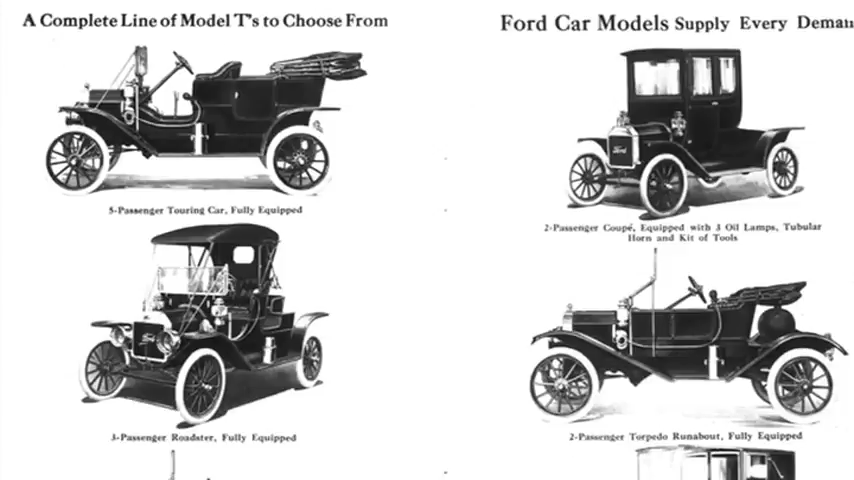 A Complete Line of Model T's to Choose From
5-Passenger Touring Car, Fully Equipped
Ford
3-Passenger Roadster, Fully Equipped
Ford Car Models Supply Every
Ford
2-Passenger Coupé, Equipped with 3 Oil Lamps, Tubular
Horn and Kit of Tools
2-Passenger Torpedo Runabout, Fully Equipped